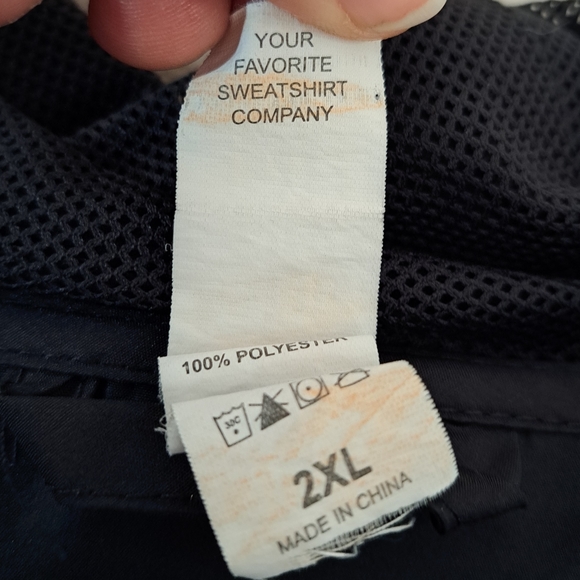 YOUR
FAVORITE
SWEATSHIRT
COMPANY
100% POLYESTER
30C
2XL
MADE IN CHINA